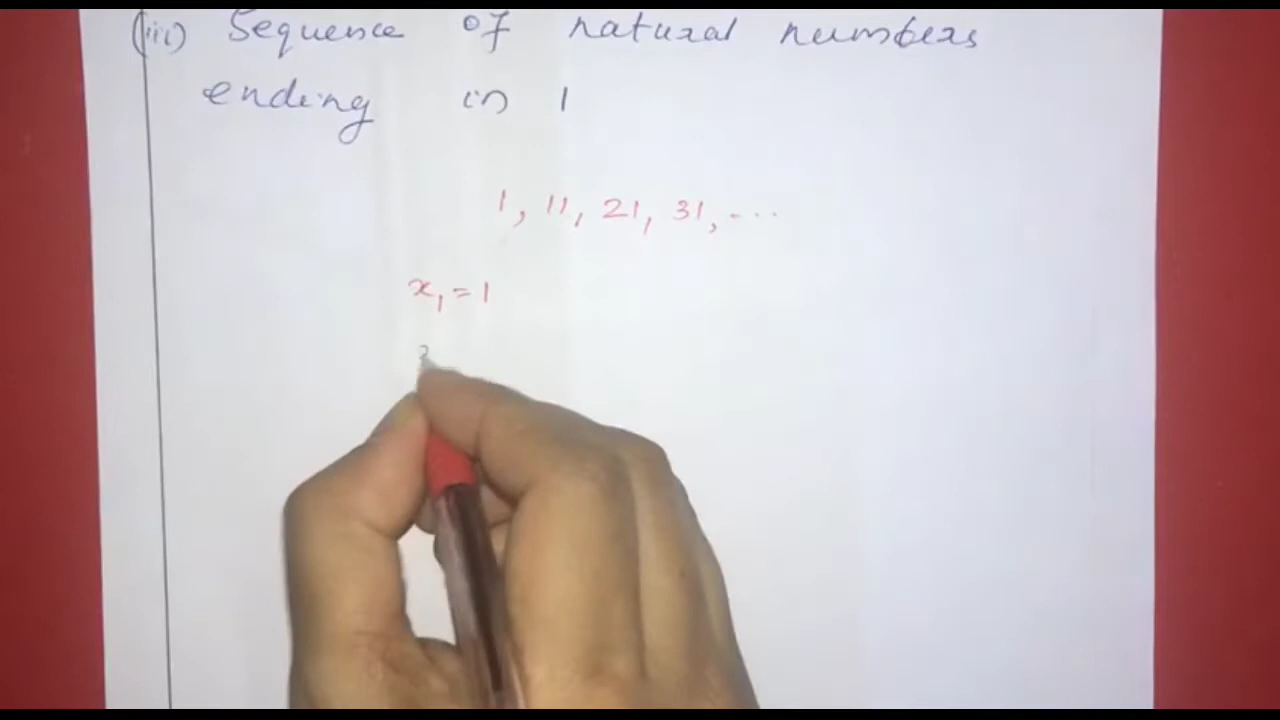 (iii) Sequence of natural numbers
ending in 1
1, 11, 21, 31, ...
x₁ = 1